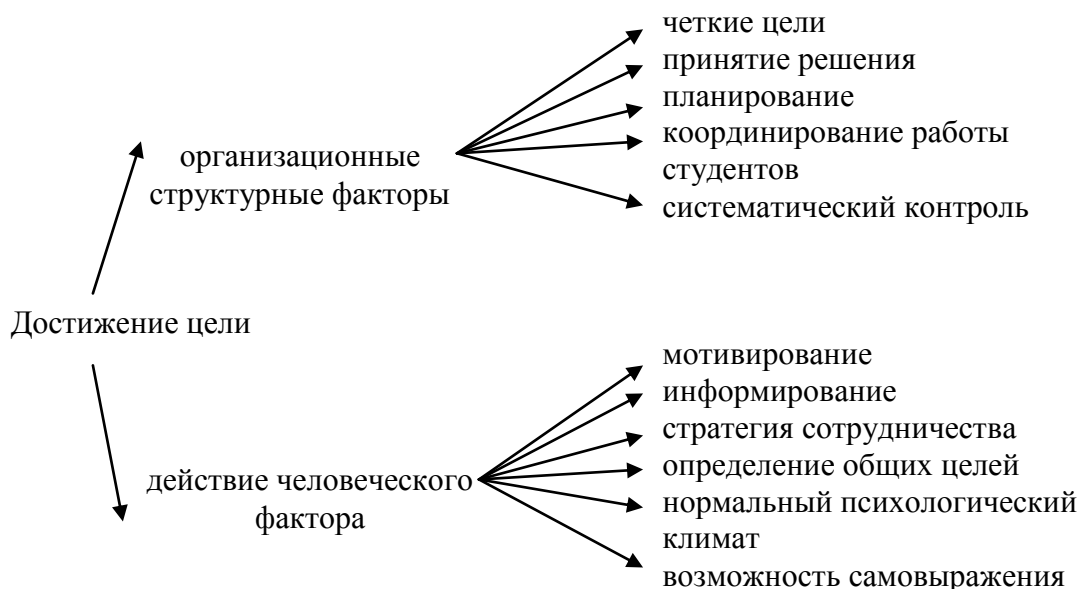 четкие цели
принятие решения
планирование
координирование работы
студентов
систематический контроль
организационные
структурные факторы
Достижение цели
мотивирование
информирование
стратегия сотрудничества
определение общих целей
нормальный психологический
климат
возможность самовыражения
действие человеческого
фактора